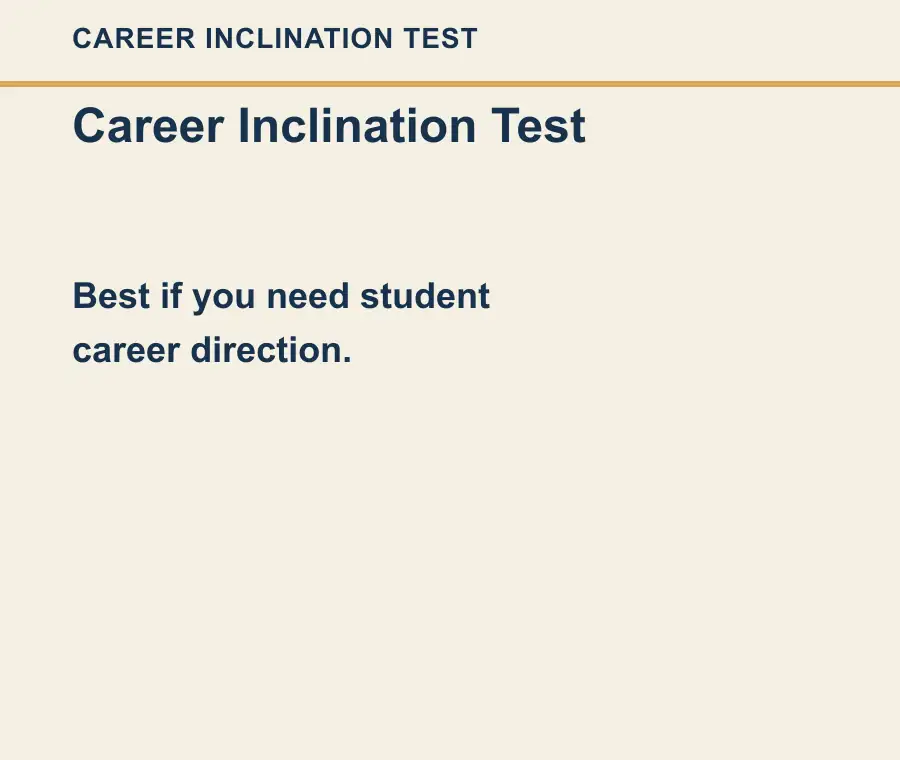 CAREER INCLINATION TEST
Career Inclination Test
Best if you need student
career direction.